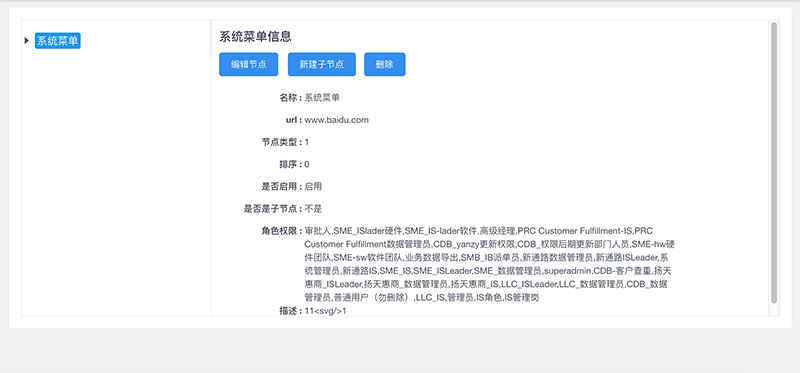 系统菜单
系统菜单信息
编辑节点 新建子节点 删除
名称 : 系统菜单
url : www.baidu.com
节点类型 : 1
排序 : 0
是否启用 : 启用
是否是子节点 : 不是
角色权限 : 审批人,SME_ISlader硬件,SME_IS-lader软件,高级经理,PRC Customer Fulfillment-IS,PRC
Customer Fulfillment数据管理员,CDB_yanzy更新权限,CDB_权限后期更新部门人员,SME-hw硬
件团队,SME-sw软件团队,业务数据导出,SMB_IB派单员,新通路数据管理员,新通路ISLeader,系
统管理员,新通路IS,SME_IS,SME_ISLeader,SME_数据管理员,superadmin,CDB-客户查重,扬天
惠商_ISLeader,扬天惠商_数据管理员,扬天惠商_IS,LLC_ISLeader,LLC_数据管理员,CDB_数据
管理员,普通用户（勿删除）,LLC_IS,管理员,IS角色,IS管理岗
描述 : 11<svg/>1